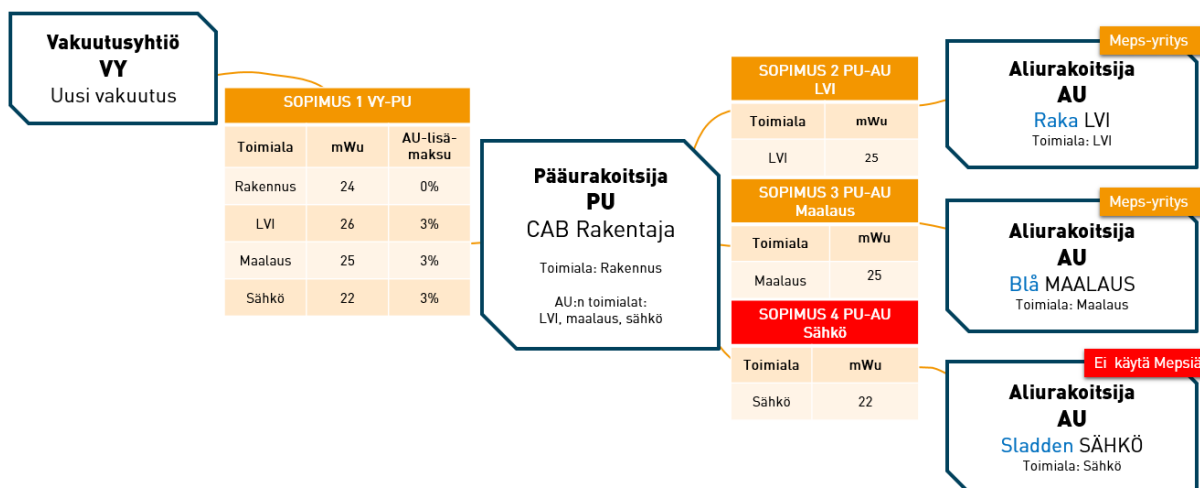 Vakuutusyhtiö
VY
Uusi vakuutus
SOPIMUS 1 VY-PU
Toimiala mWu AU-lisä-
maksu
Rakennus 24 0%
LVI 26 3%
Maalaus 25 3%
Sähkö 22 3%
Pääurakoitsija
PU
CAB Rakentaja
Toimiala: Rakennus
AU:n toimialat:
LVI, maalaus, sähkö
SOPIMUS 2 PU-AU
LVI
Toimiala mWu
LVI 25
SOPIMUS 3 PU-AU
Maalaus
Toimiala mWu
Maalaus 25
SOPIMUS 4 PU-AU
Sähkö
Toimiala mWu
Sähkö 22
Meps-yritys
Aliurakoitsija
AU
Raka LVI
Toimiala: LVI
Meps-yritys
Aliurakoitsija
AU
Blå MAALAUS
Toimiala: Maalaus
Ei käytä Mepsiä
Aliurakoitsija
AU
Sladden SÄHKÖ
Toimiala: Sähkö